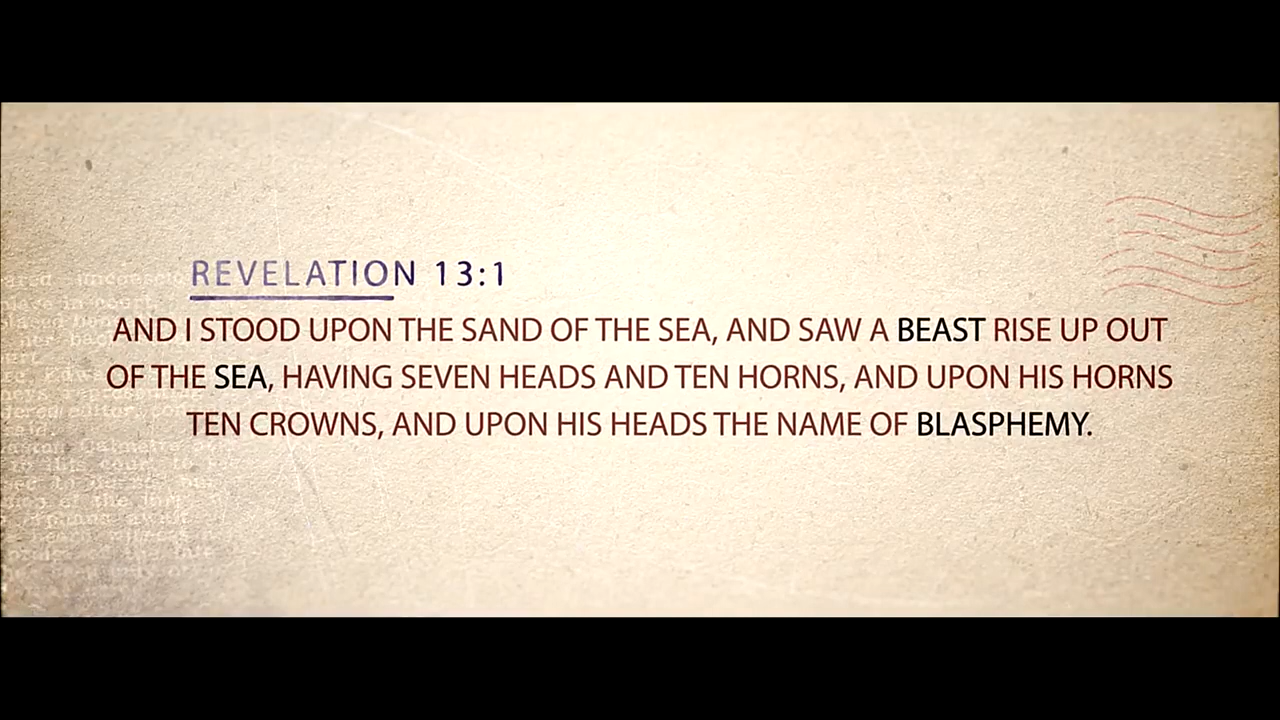 REVELATION 13:1
AND I STOOD UPON THE SAND OF THE SEA, AND SAW A BEAST RISE UP OUT
OF THE SEA, HAVING SEVEN HEADS AND TEN HORNS, AND UPON HIS HORNS
TEN CROWNS, AND UPON HIS HEADS THE NAME OF BLASPHEMY.